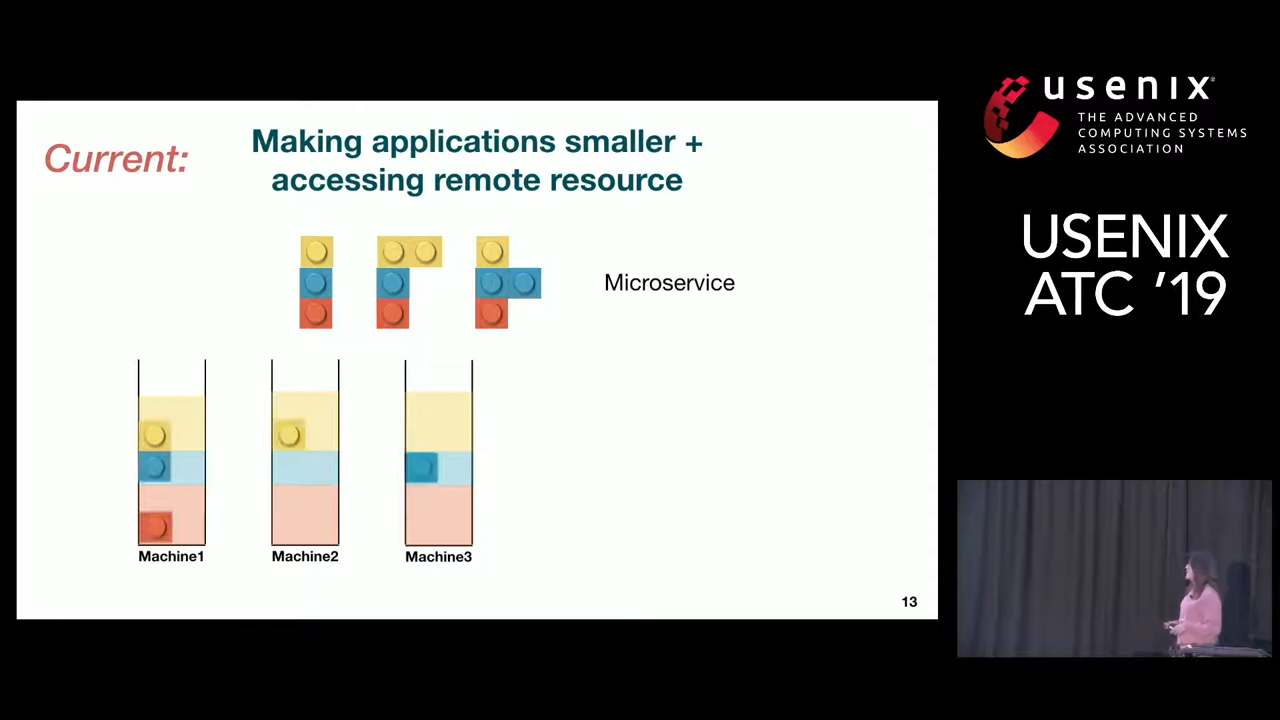 Current:
Making applications smaller +
accessing remote resource
Microservice
Machine1
Machine2
Machine3
13
usenix
THE ADVANCED
COMPUTING SYSTEMS
ASSOCIATION
USENIX
ATC ’19